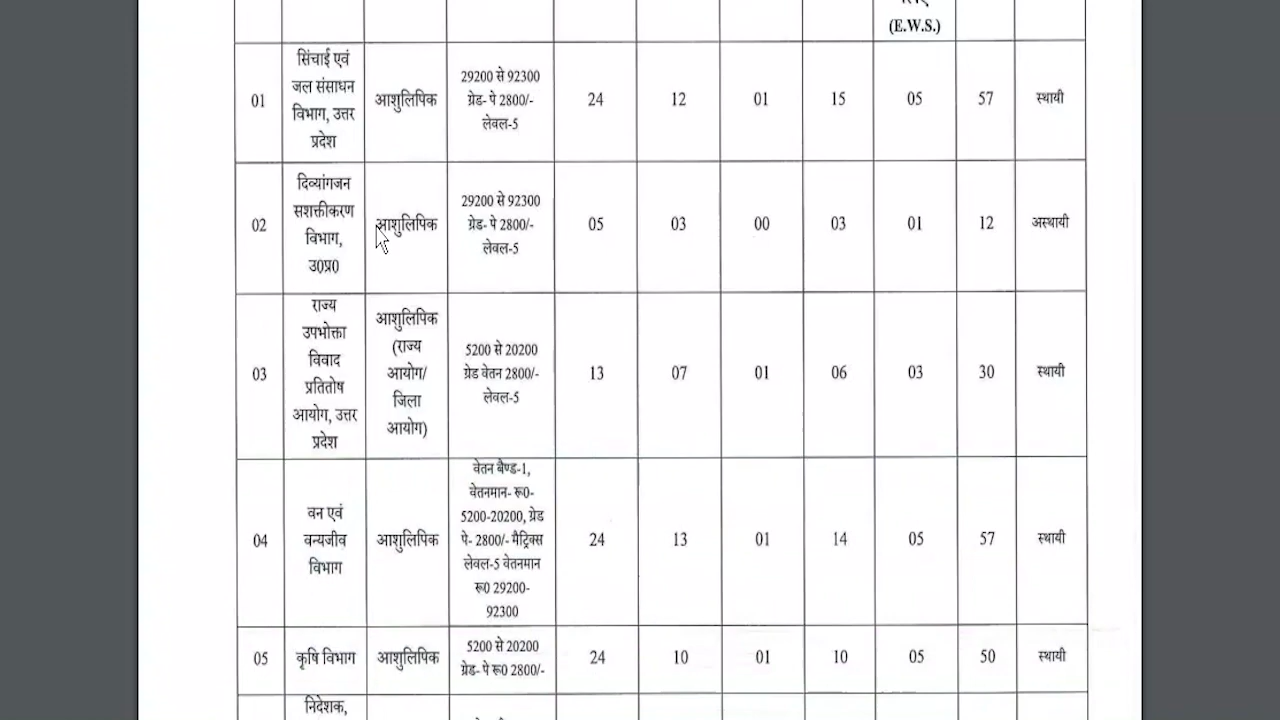 (E.W.S.)
01
सिंचाई एवं
जल संसाधन
विभाग, उत्तर
प्रदेश
आशुलिपिक
29200 से 92300
ग्रेड- पे 2800/-
लेवल-5
24
12
01
15
05
57
स्थायी
02
दिव्यांगजन
सशक्तीकरण
विभाग,
उ0प्र0
आशुलिपिक
29200 से 92300
ग्रेड- पे 2800/-
लेवल-5
05
03
00
03
01
12
अस्थायी
03
राज्य
उपभोक्ता
विवाद
प्रतितोष
आयोग, उत्तर
प्रदेश
आशुलिपिक
(राज्य
आयोग/
जिला
आयोग)
5200 से 20200
ग्रेड वेतन 2800/-
लेवल-5
13
07
01
06
03
30
स्थायी
04
वन एवं
वन्यजीव
विभाग
आशुलिपिक
वेतन बैण्ड-1,
वेतनमान- रू0-
5200-20200, ग्रेड
पे- 2800/- मैट्रिक्स
लेवल-5 वेतनमान
रू0 29200-
92300
24
13
01
14
05
57
स्थायी
05
कृषि विभाग
आशुलिपिक
5200 से 20200
ग्रेड- पे रू0 2800/-
24
10
01
10
05
50
स्थायी
निदेशक,